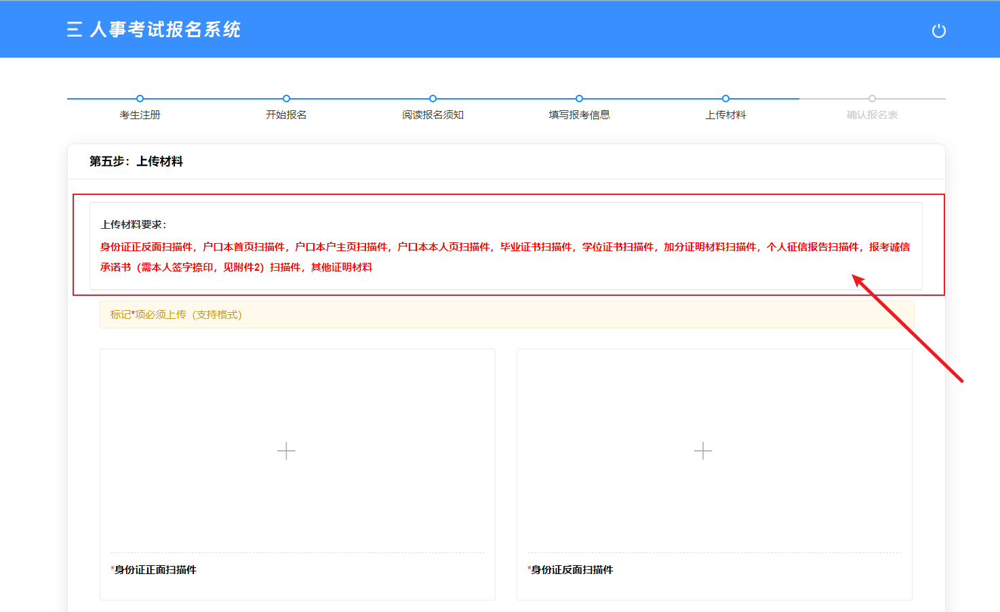 人事考试报名系统
考生注册
开始报名
阅读报名须知
填写报考信息
上传材料
确认报名表
第五步：上传材料
上传材料要求：
身份证正反面扫描件，户口本首页扫描件，户口本户主页扫描件，户口本本人页扫描件，毕业证书扫描件，学位证书扫描件，加分证明材料扫描件，个人征信报告扫描件，报考诚信
承诺书（需本人签字捺印，见附件2）扫描件，其他证明材料
标记*项必须上传（支持格式）
*身份证正面扫描件
*身份证反面扫描件